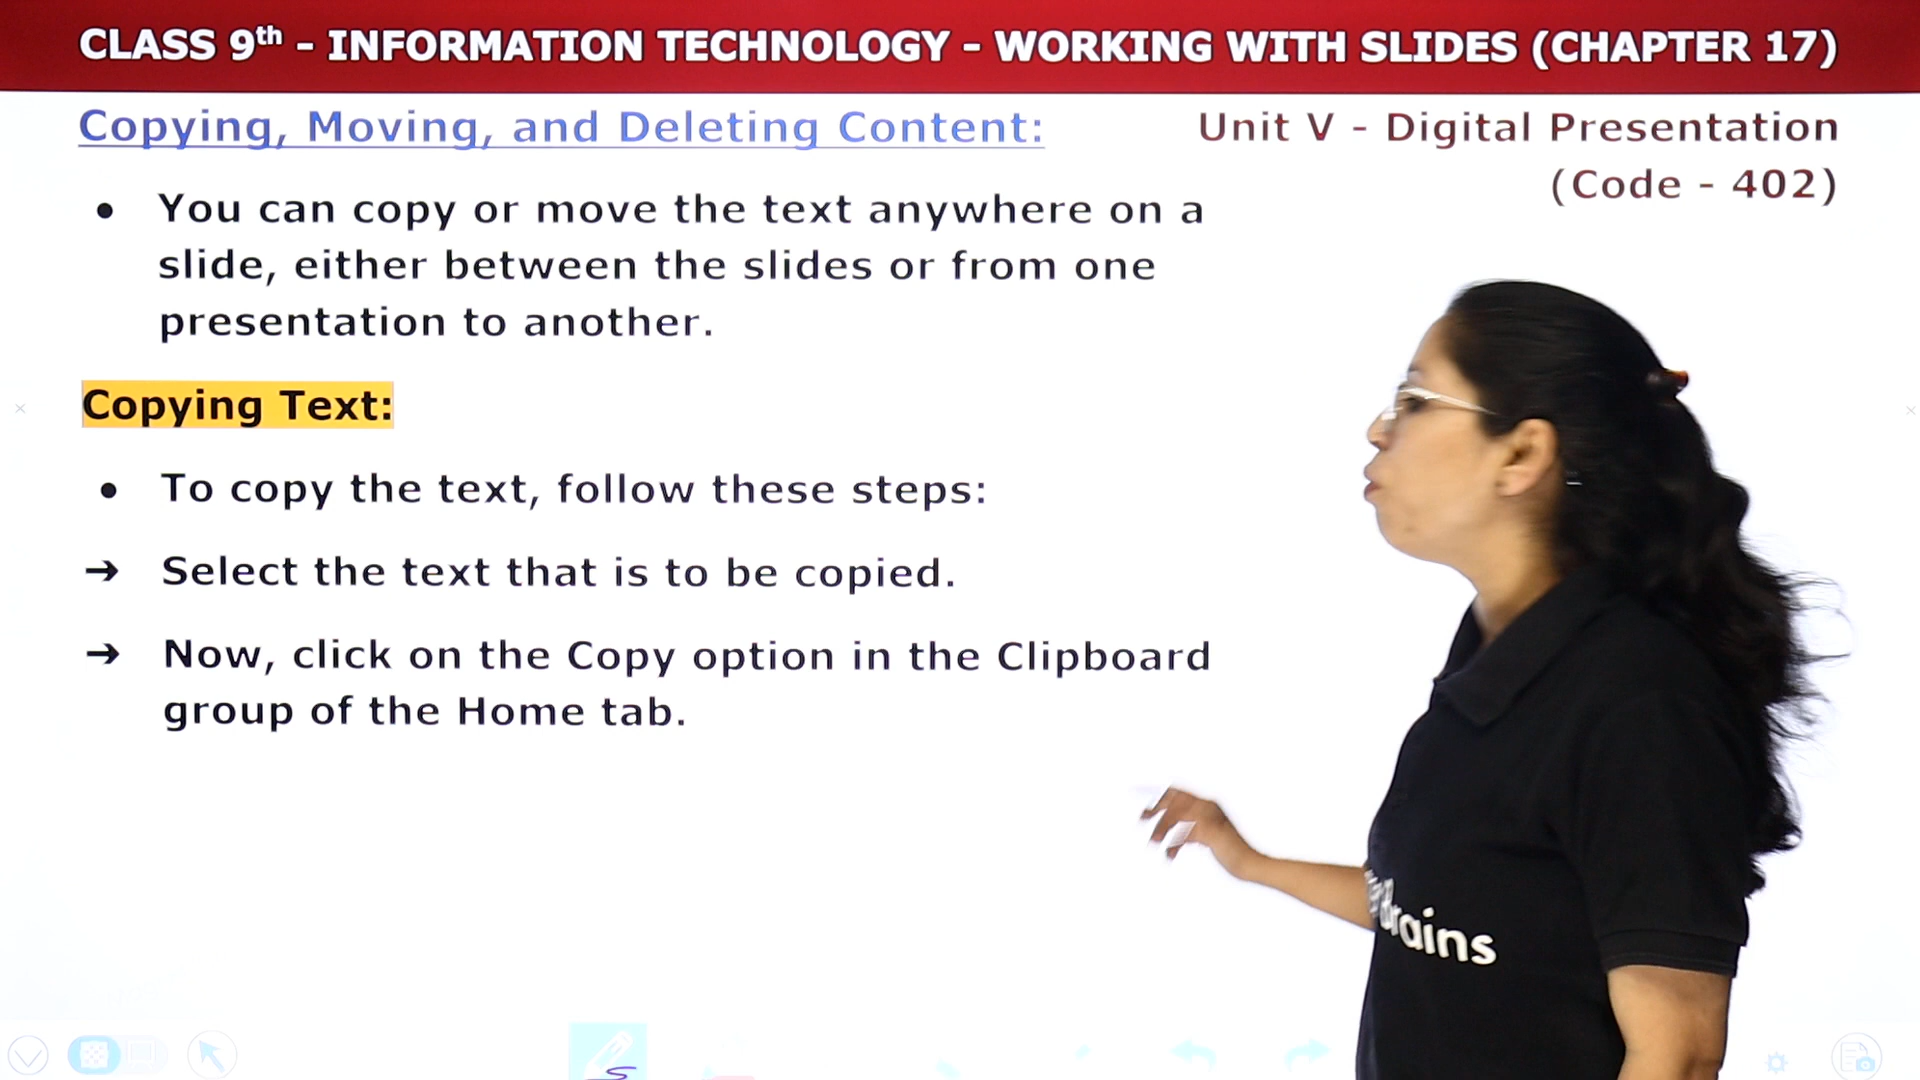 CLASS 9th - INFORMATION TECHNOLOGY - WORKING WITH SLIDES (CHAPTER 17)
Copying, Moving, and Deleting Content:
Unit V - Digital Presentation
(Code - 402)
● You can copy or move the text anywhere on a
slide, either between the slides or from one
presentation to another.
Copying Text:
● To copy the text, follow these steps:
➔ Select the text that is to be copied.
➔ Now, click on the Copy option in the Clipboard
group of the Home tab.
Brains